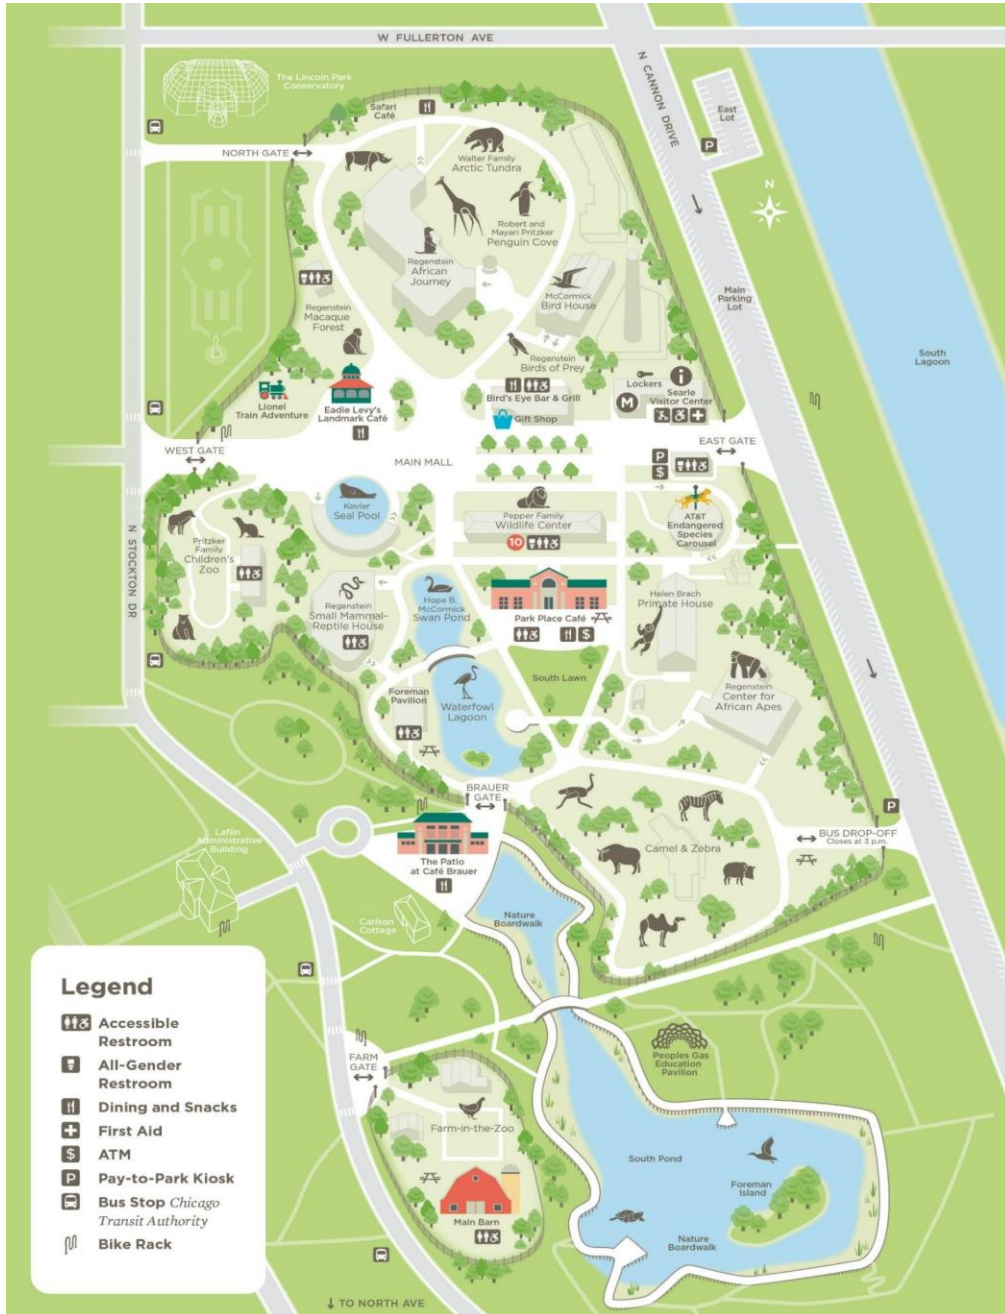 W FULLERTON AVE
The Lincoln Park
Conservatory
N CANNON DRIVE
East
Lot
P
Safari
Café
NORTH GATE
Walter Family
Arctic Tundra
N
Robert and
Mayari Pritzker
Penguin Cove
Regenstein
African
Journey
McCormick
Bird House
Main
Parking
Lot
Regenstein
Macaque
Forest
South
Lagoon
Regenstein
Birds of Prey
Lionel
Train Adventure
Eadie Levy's
Landmark Café
Bird's Eye Bar & Grill
Gift Shop
Lockers
M
i
Searle
Visitor Center
WEST GATE
MAIN MALL
EAST GATE
P
$
Kovler
Seal Pool
Pepper Family
Wildlife Center
10
AT&T
Endangered
Species
Carousel
N STOCKTON DR
Pritzker
Family
Children's
Zoo
Regenstein
Small Mammal-
Reptile House
Hope B.
McCormick
Swan Pond
Park Place Café
$
Helen Brach
Primate House
Foreman
Pavilion
Waterfowl
Lagoon
South Lawn
Regenstein
Center for
African Apes
BRAUER
GATE
P
BUS DROP-OFF
Closes at 3 p.m.
Laflin
Administrative
Building
The Patio
at Café Brauer
Camel & Zebra
Carlson
Cottage
Nature
Boardwalk
FARM
GATE
Peoples Gas
Education
Pavilion
Farm-in-the-Zoo
South Pond
Foreman
Island
Main Barn
Nature
Boardwalk
TO NORTH AVE
Legend
Accessible
Restroom
All-Gender
Restroom
Dining and Snacks
First Aid
$ ATM
P Pay-to-Park Kiosk
Bus Stop Chicago
Transit Authority
Bike Rack